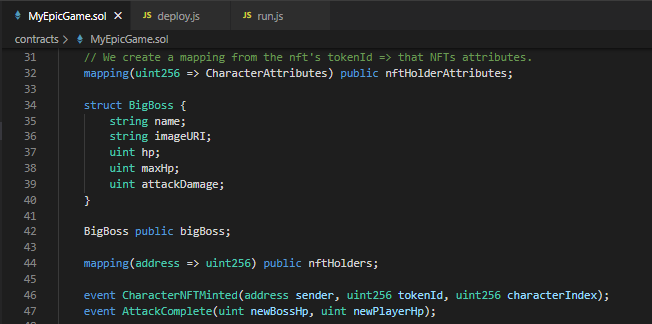 MyEpicGame.sol × JS deploy.js JS run.js
contracts > MyEpicGame.sol
31 // We create a mapping from the nft's tokenId => that NFTs attributes.
32 mapping(uint256 => CharacterAttributes) public nftHolderAttributes;
33
34 struct BigBoss {
35 string name;
36 string imageURI;
37 uint hp;
38 uint maxHp;
39 uint attackDamage;
40 }
41
42 BigBoss public bigBoss;
43
44 mapping(address => uint256) public nftHolders;
45
46 event CharacterNFTMinted(address sender, uint256 tokenId, uint256 characterIndex);
47 event AttackComplete(uint newBossHp, uint newPlayerHp);